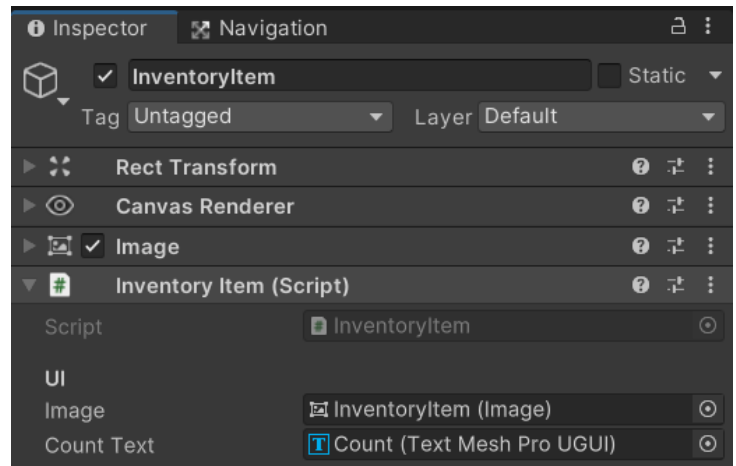 Inspector Navigation
InventoryItem Static
Tag Untagged Layer Default
Rect Transform
Canvas Renderer
Image
# Inventory Item (Script)
Script # InventoryItem
UI
Image InventoryItem (Image)
Count Text T Count (Text Mesh Pro UGUI)